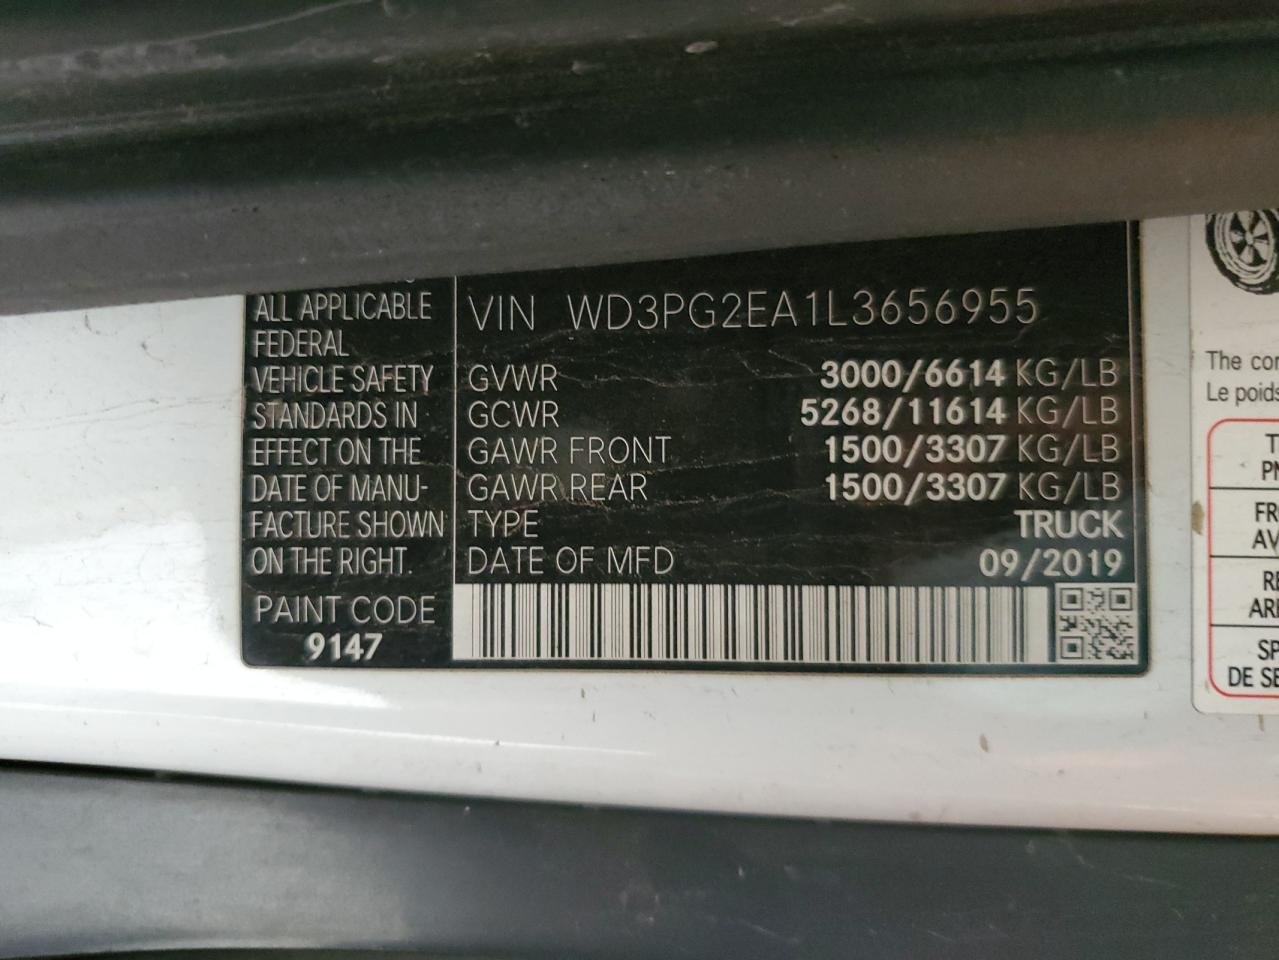 ALL APPLICABLE
FEDERAL
VEHICLE SAFETY
STANDARDS IN
EFFECT ON THE
DATE OF MANU-
FACTURE SHOWN
ON THE RIGHT.
PAINT CODE
9147
VIN WD3PG2EA1L3656955
GVWR 3000/6614 KG/LB
GCWR 5268/11614 KG/LB
GAWR FRONT 1500/3307 KG/LB
GAWR REAR 1500/3307 KG/LB
TYPE TRUCK
DATE OF MFD 09/2019
The
Le poids
DE